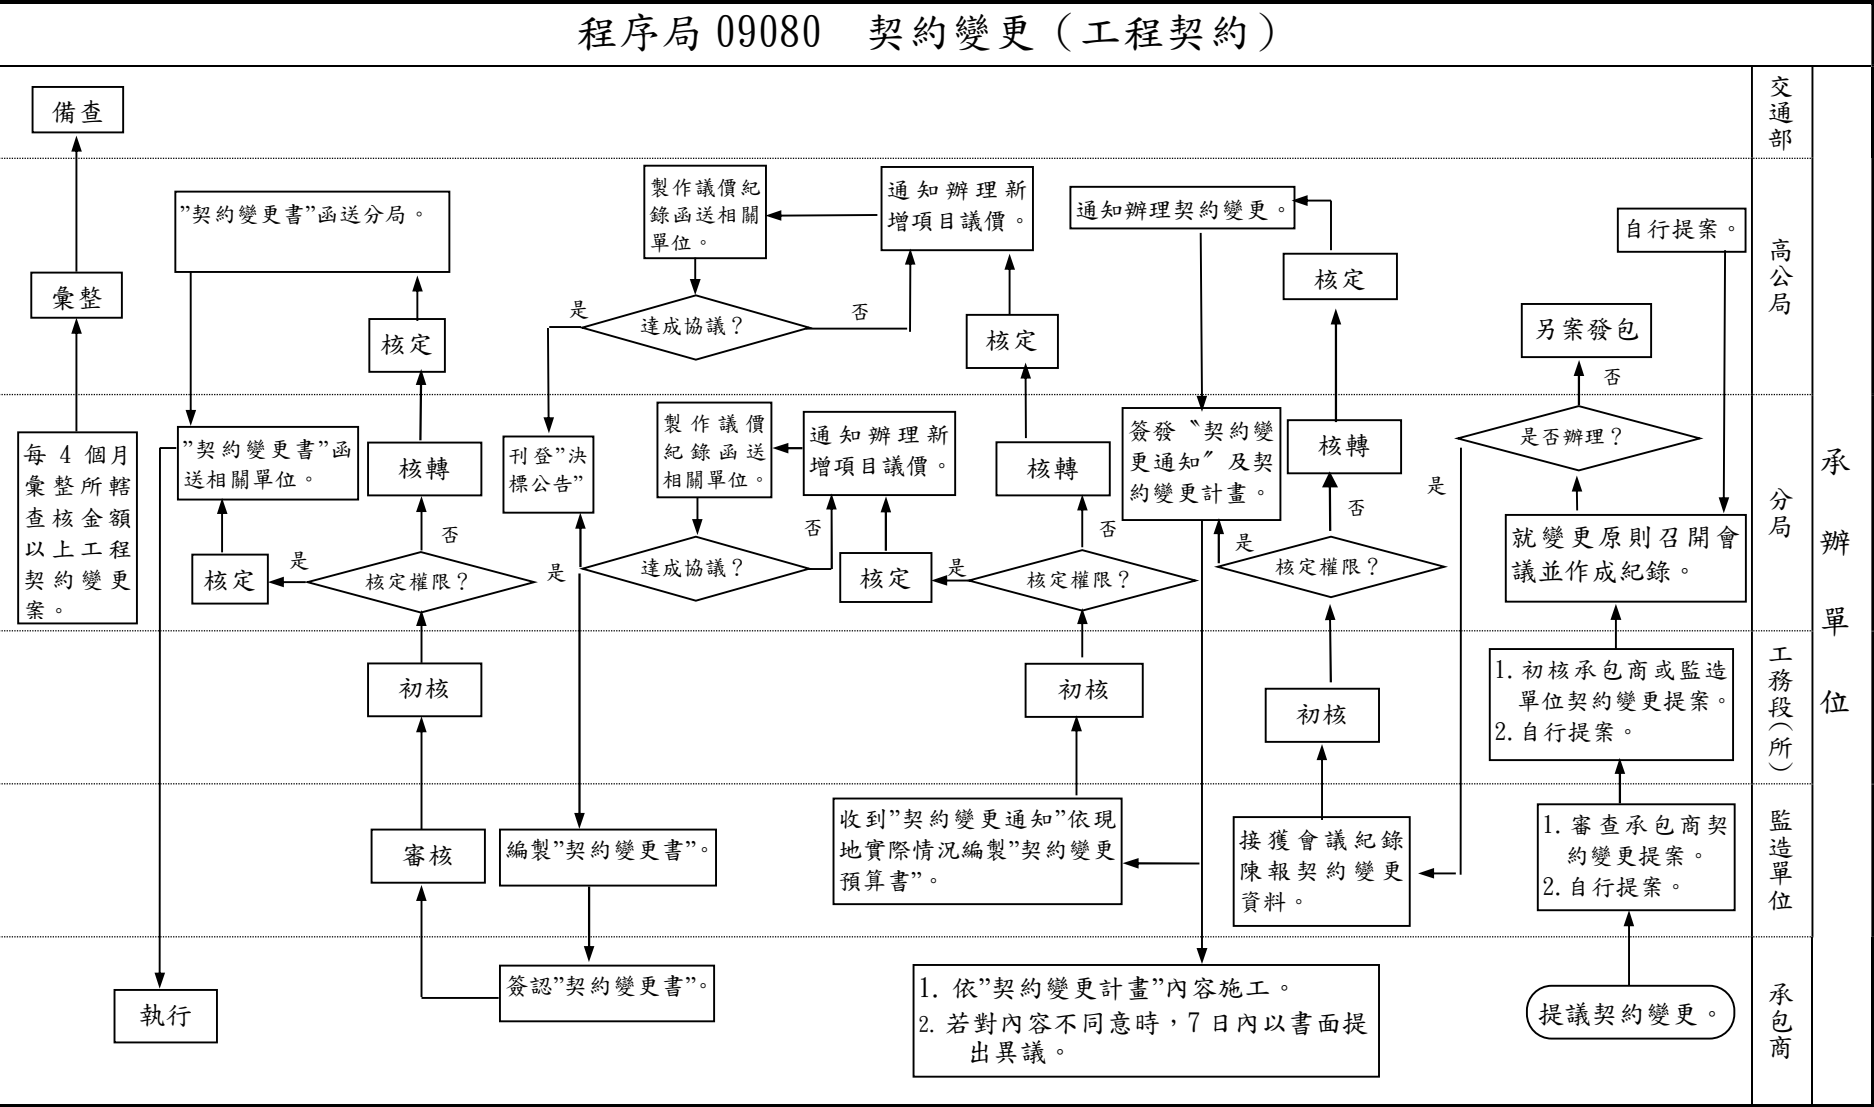 程序局 09080　契約變更（工程契約）
承辦單位
交通部
備查
高公局
自行提案。
通知辦理契約變更。
核定
另案發包
通知辦理新
增項目議價。
製作議價紀
錄函送相關
單位。
達成協議？
是
否
核定
”契約變更書”函送分局。
核定
彙整
分局
否
是否辦理？
是
就變更原則召開會
議並作成紀錄。
核轉
否
核定權限？
是
簽發〝契約變
更通知〞及契
約變更計畫。
核轉
否
核定權限？
是
核定
通知辦理新
增項目議價。
製作議價
紀錄函送
相關單位。
達成協議？
否
是
刊登”決
標公告”
核轉
否
核定權限？
是
核定
”契約變更書”函
送相關單位。
每 4 個月
彙整所轄
查核金額
以上工程
契約變更
案。
工務段（所）
1. 初核承包商或監造
單位契約變更提案。
2. 自行提案。
初核
初核
初核
監造單位
1. 審查承包商契
約變更提案。
2. 自行提案。
接獲會議紀錄
陳報契約變更
資料。
收到”契約變更通知”依現
地實際情況編製”契約變更
預算書”。
編製”契約變更書”。
審核
承包商
提議契約變更。
1. 依”契約變更計畫”內容施工。
2. 若對內容不同意時，7 日內以書面提
出異議。
簽認”契約變更書”。
執行